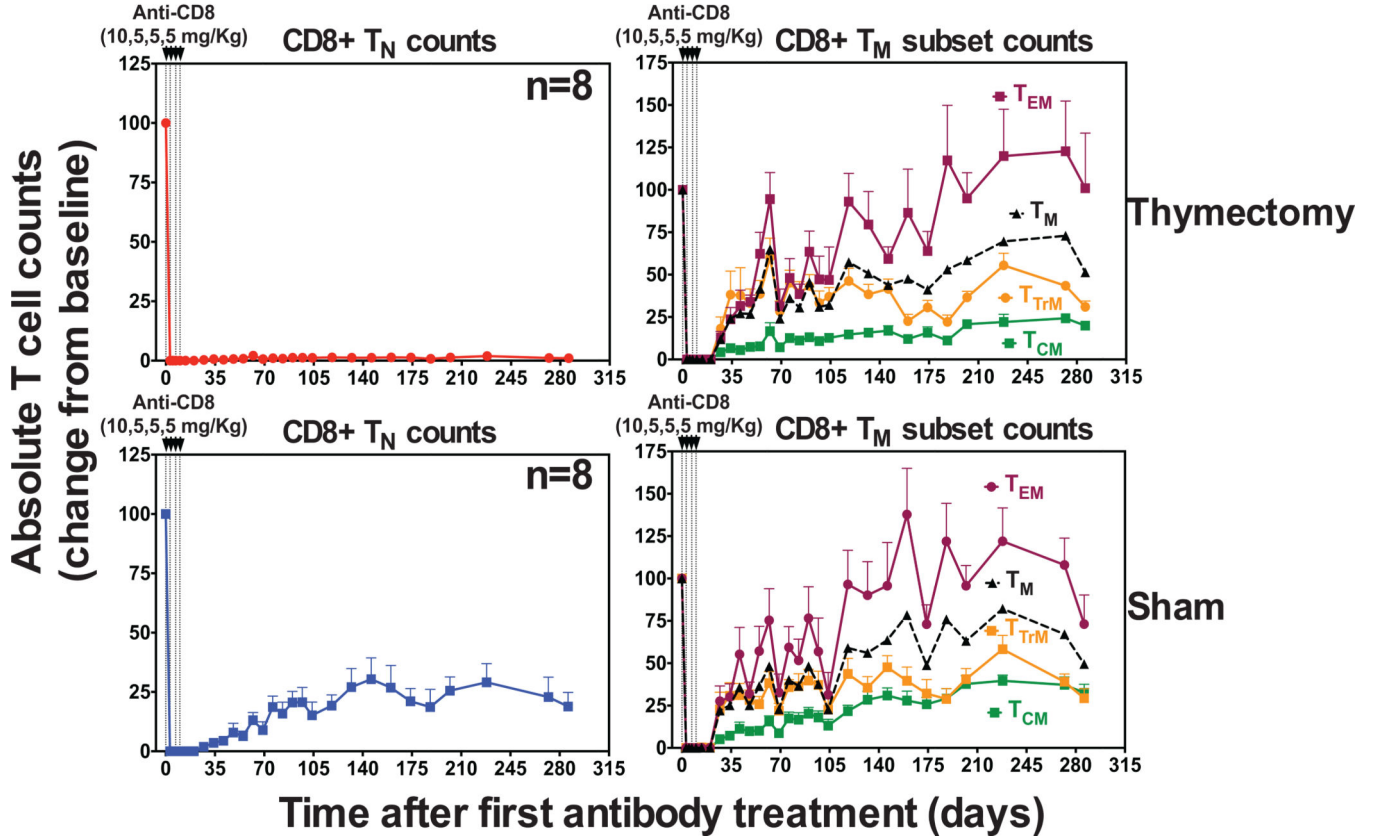 Anti-CD8
(10,5,5,5 mg/Kg)
CD8+ TN counts
n=8
125
100
75
50
25
0
0 35 70 105 140 175 210 245 280 315
Anti-CD8
(10,5,5,5 mg/Kg)
CD8+ TM subset counts
TEM
TM
TTrM
TCM
175
150
125
100
75
50
25
0
0 35 70 105 140 175 210 245 280 315
Thymectomy
Absolute T cell counts
(change from baseline)
Anti-CD8
(10,5,5,5 mg/Kg)
CD8+ TN counts
n=8
125
100
75
50
25
0
0 35 70 105 140 175 210 245 280 315
Anti-CD8
(10,5,5,5 mg/Kg)
CD8+ TM subset counts
TEM
TM
TTrM
TCM
175
150
125
100
75
50
25
0
0 35 70 105 140 175 210 245 280 315
Sham
Time after first antibody treatment (days)